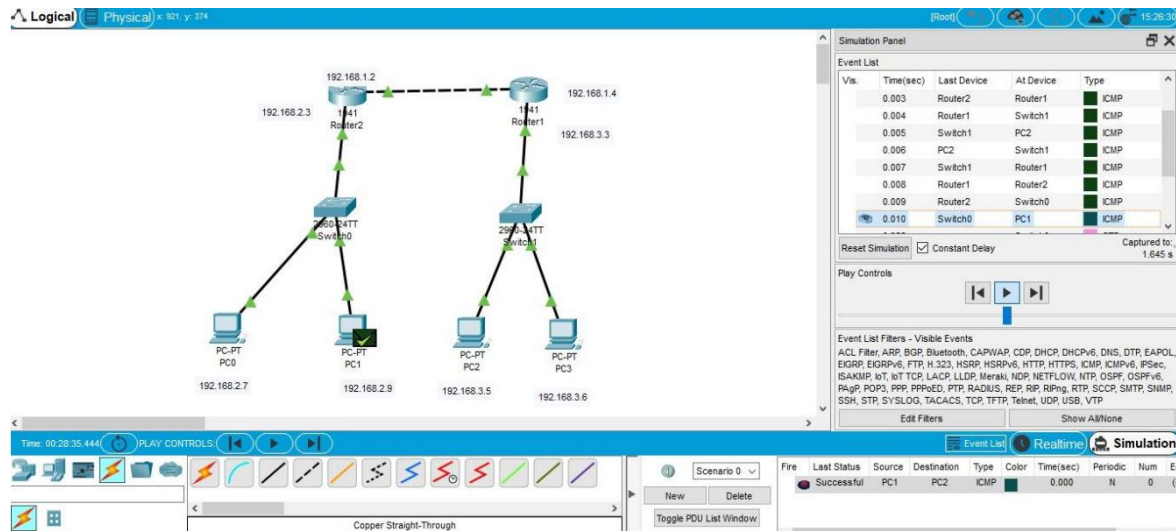 Logical Physical x: 921, y: 374 [Root] 15:26:30
192.168.1.2
192.168.2.3
1941
Router2
1941
Router1
192.168.1.4
192.168.3.3
2960-24TT
Switch0
2960-24TT
Switch1
PC-PT
PC0
PC-PT
PC1
PC-PT
PC2
PC-PT
PC3
192.168.2.7
192.168.2.9
192.168.3.5
192.168.3.6
Simulation Panel
Event List
Vis. Time(sec) Last Device At Device Type
0.003 Router2 Router1 ICMP
0.004 Router1 Switch1 ICMP
0.005 Switch1 PC2 ICMP
0.006 PC2 Switch1 ICMP
0.007 Switch1 Router1 ICMP
0.008 Router1 Router2 ICMP
0.009 Router2 Switch0 ICMP
0.010 Switch0 PC1 ICMP
Reset Simulation Constant Delay Captured to:
1.645 s
Play Controls
Event List Filters - Visible Events
ACL Filter, ARP, BGP, Bluetooth, CAPWAP, CDP, DHCP, DHCPv6, DNS, DTP, EAPOL,
EIGRP, EIGRPv6, FTP, H.323, HSRP, HSRPv6, HTTP, HTTPS, ICMP, ICMPv6, IPSec,
ISAKMP, IoT, IoT TCP, LACP, LLDP, Meraki, NDP, NETFLOW, NTP, OSPF, OSPFv6,
PAgP, POP3, PPP, PPPoED, PTP, RADIUS, REP, RIP, RIPng, RTP, SCCP, SMTP, SNMP,
SSH, STP, SYSLOG, TACACS, TCP, TFTP, Telnet, UDP, USB, VTP
Edit Filters Show All/None
Time: 00:28:35.444 PLAY CONTROLS: Event List Realtime Simulation
Scenario 0
New Delete
Toggle PDU List Window
Fire Last Status Source Destination Type Color Time(sec) Periodic Num
Successful PC1 PC2 ICMP 0.000 N 0
Copper Straight-Through